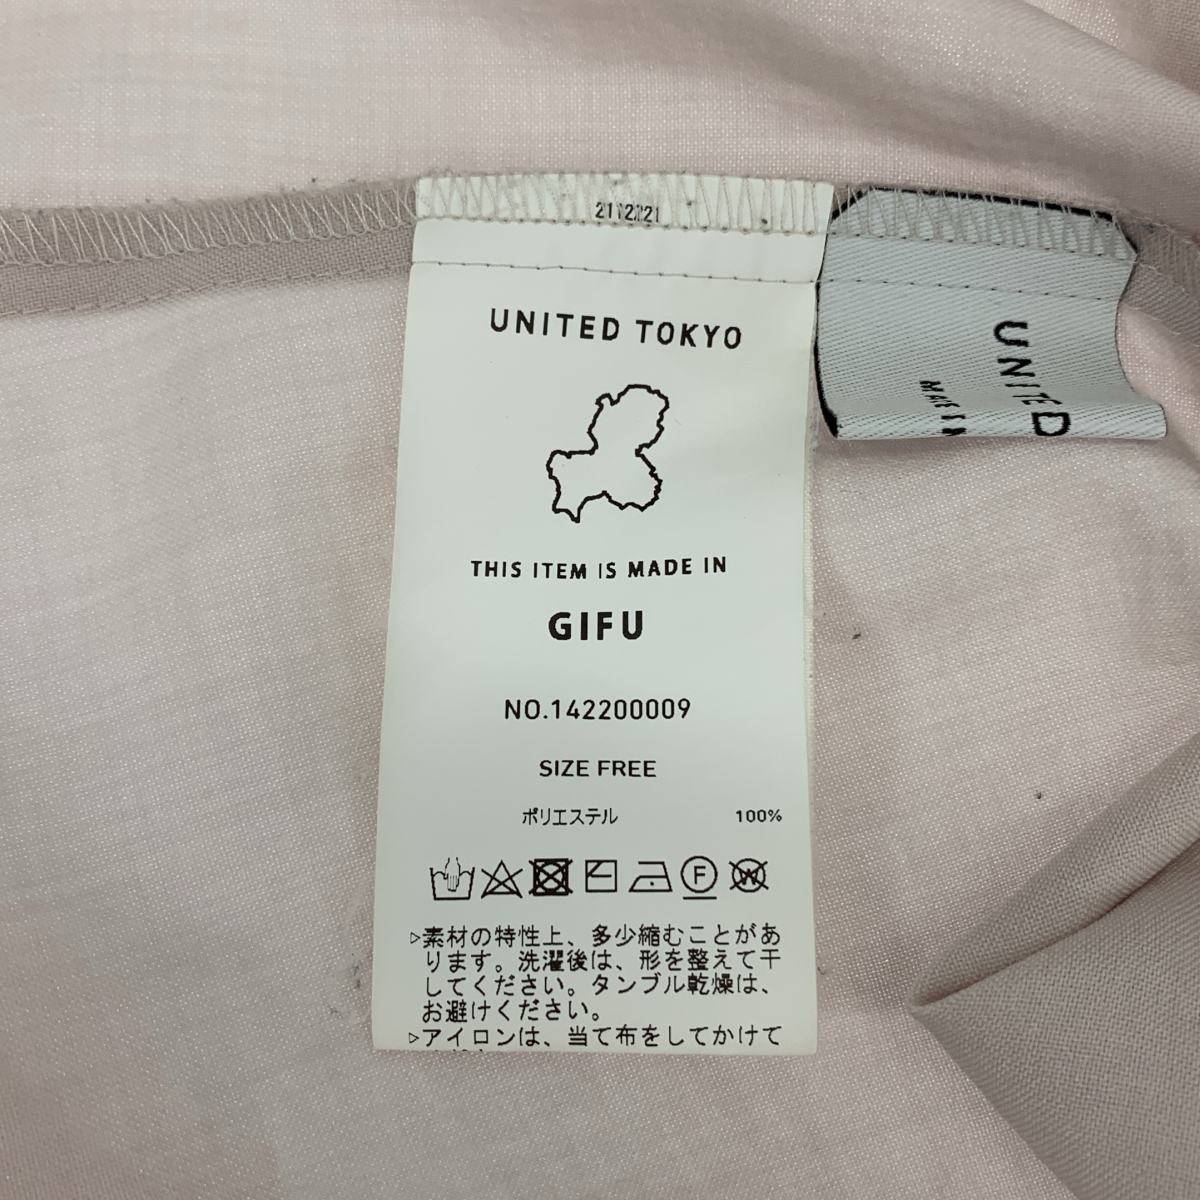 2112221
UNITED TOKYO
THIS ITEM IS MADE IN
GIFU
NO.142200009
SIZE FREE
ポリエステル 100%
F W
▷素材の特性上、多少縮むことがあ
ります。洗濯後は、形を整えて干
してください。タンブル乾燥は、
お避けください。
▷アイロンは、当て布をしてかけて
UNITED
MADE IN